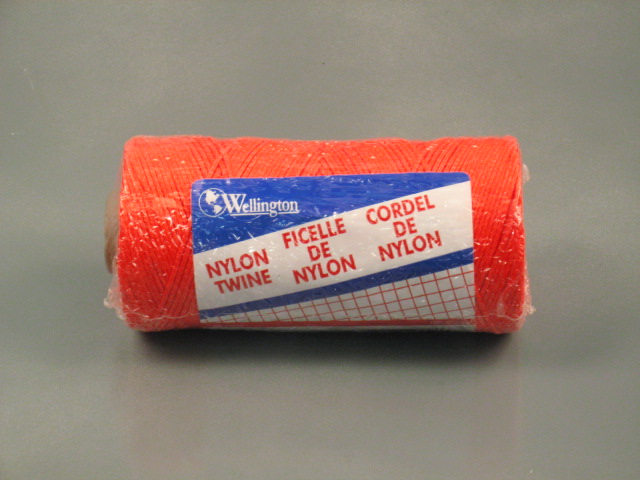 Wellington
NYLON
TWINE
FICELLE
DE
NYLON
CORDEL
DE
NYLON